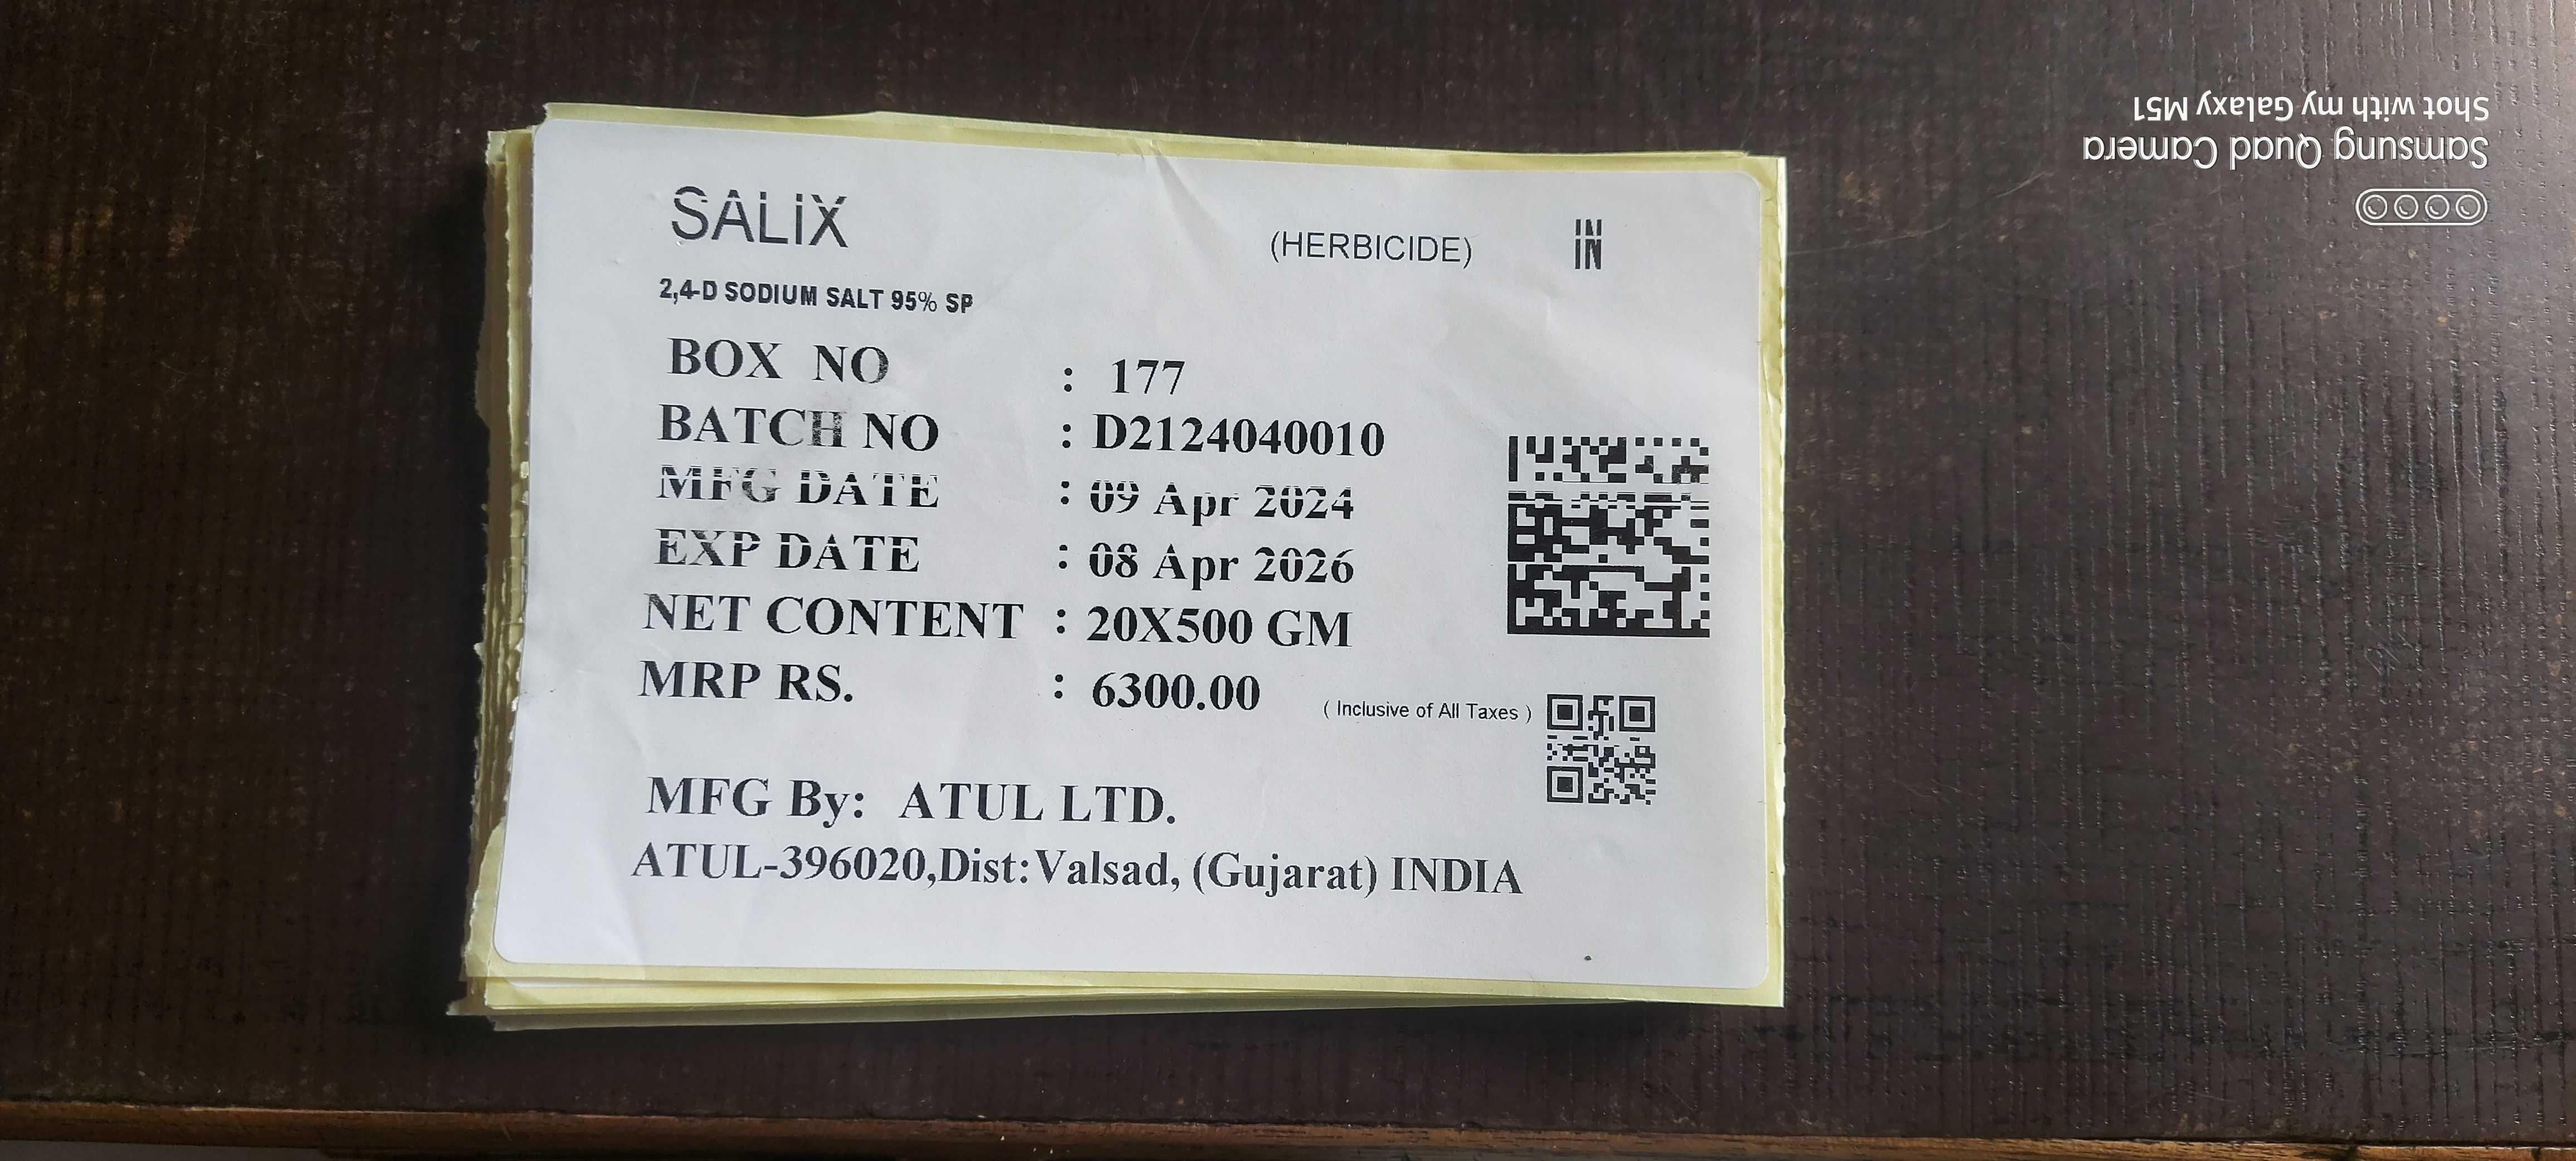 SALIX
(HERBICIDE) IN
2,4-D SODIUM SALT 95% SP
BOX NO : 177
BATCH NO : D2124040010
MFG DATE : 09 Apr 2024
EXP DATE : 08 Apr 2026
NET CONTENT : 20X500 GM
MRP RS. : 6300.00 ( Inclusive of All Taxes )
MFG By: ATUL LTD.
ATUL-396020,Dist:Valsad, (Gujarat) INDIA
Samsung Quad Camera
Shot with my Galaxy M51